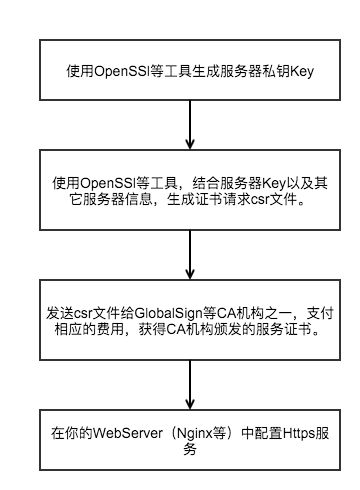 使用OpenSSl等工具生成服务器私钥Key
使用OpenSSl等工具，结合服务器Key以及其
它服务器信息，生成证书请求csr文件。
发送csr文件给GlobalSign等CA机构之一，支付
相应的费用，获得CA机构颁发的服务证书。
在你的WebServer（Nginx等）中配置Https服
务